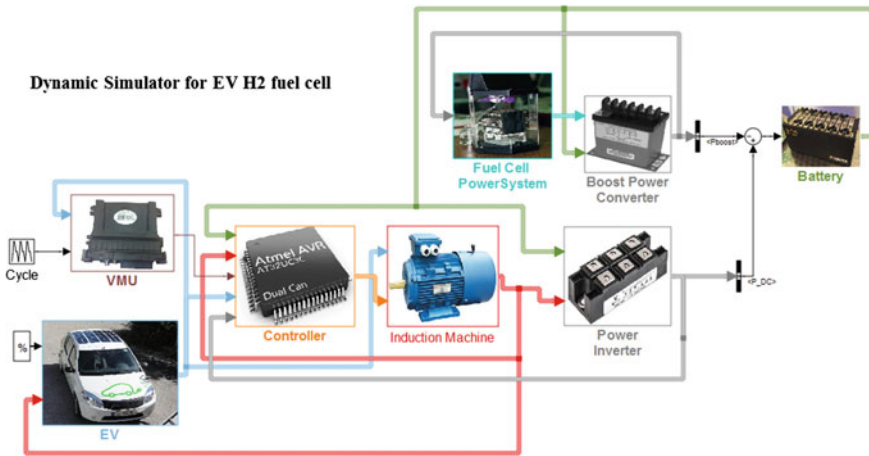 Dynamic Simulator for EV H2 fuel cell
Fuel Cell
PowerSystem
Boost Power
Converter
<Pboost>
Battery
Cycle
VMU
Atmel AVR
Dual Can
Controller
Induction Machine
Power
Inverter
<P_DC>
%
EV